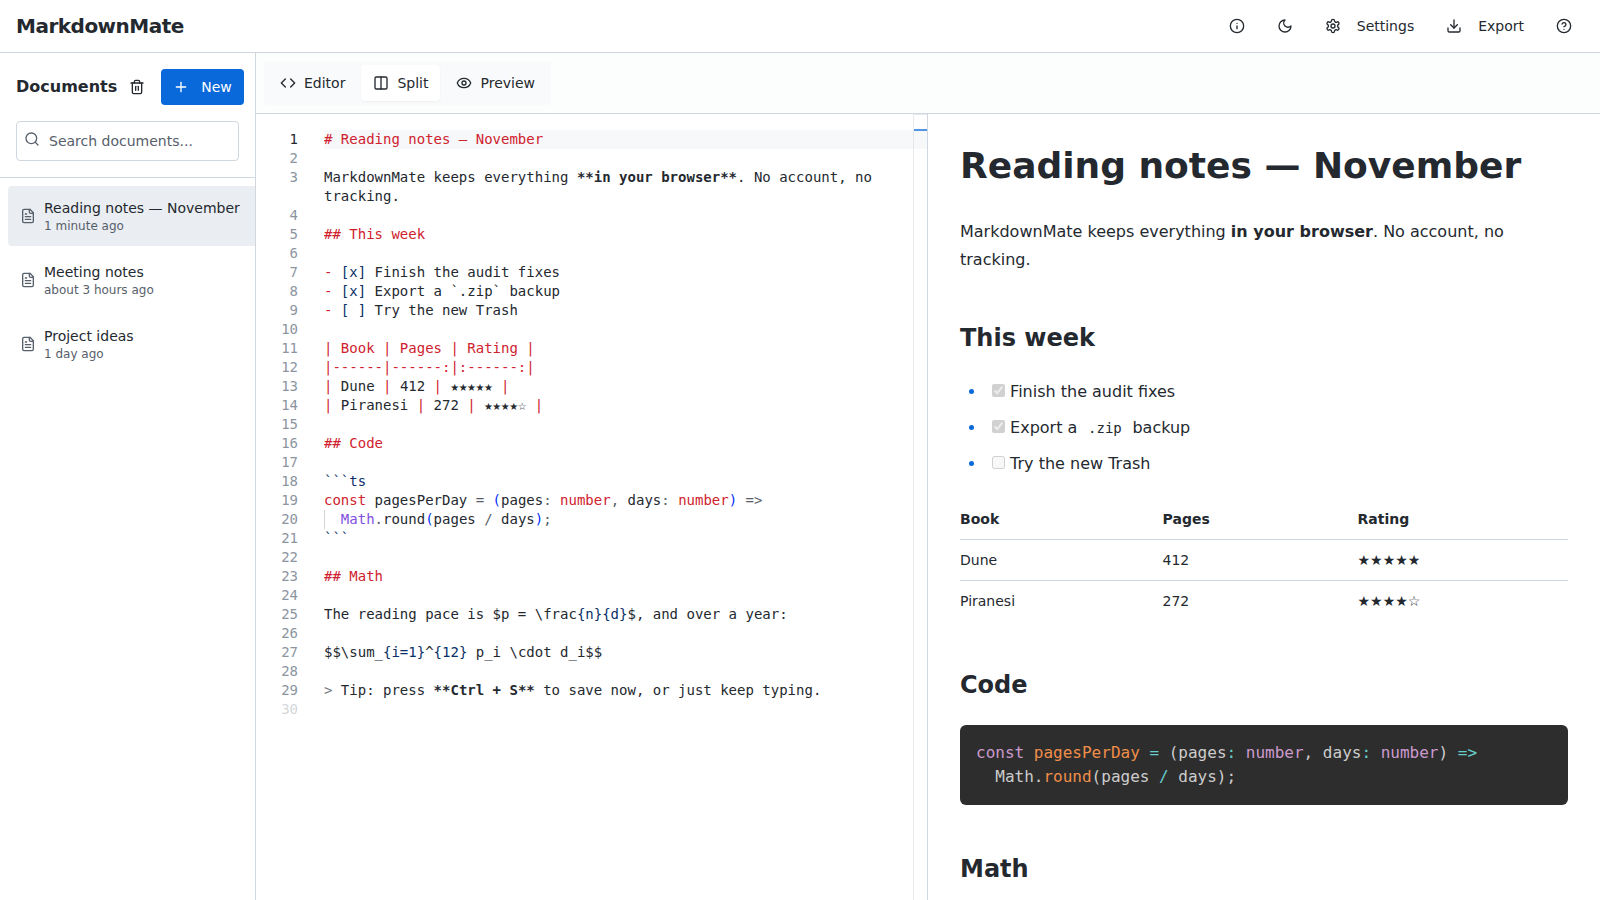 MarkdownMate
Settings
Export
Documents
New
Editor
Split
Preview
Search documents...
Reading notes — November
1 minute ago
Meeting notes
about 3 hours ago
Project ideas
1 day ago
1 # Reading notes — November
2
3 MarkdownMate keeps everything **in your browser**. No account, no
tracking.
4
5 ## This week
6
7 - [x] Finish the audit fixes
8 - [x] Export a `.zip` backup
9 - [ ] Try the new Trash
10
11 | Book | Pages | Rating |
12 |------|------:|:------:|
13 | Dune | 412 | ★★★★★ |
14 | Piranesi | 272 | ★★★★☆ |
15
16 ## Code
17
18 ```ts
19 const pagesPerDay = (pages: number, days: number) =>
20   Math.round(pages / days);
21 ```
22
23 ## Math
24
25 The reading pace is $p = \frac{n}{d}$, and over a year:
26
27 $$\sum_{i=1}^{12} p_i \cdot d_i$$
28
29 > Tip: press **Ctrl + S** to save now, or just keep typing.
30
Reading notes — November
MarkdownMate keeps everything in your browser. No account, no
tracking.
This week
• Finish the audit fixes
• Export a .zip backup
• Try the new Trash
Book Pages Rating
Dune 412 ★★★★★
Piranesi 272 ★★★★☆
Code
const pagesPerDay = (pages: number, days: number) =>
  Math.round(pages / days);
Math